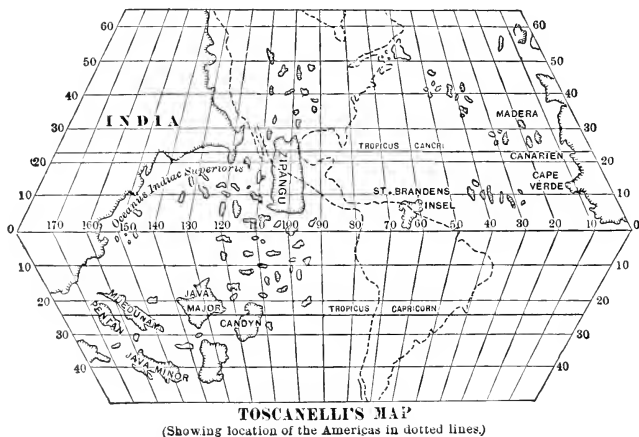 60 60
50 50
40 40
MADERA
INDIA
30 30
TROPICUS CANCRI
CANARIEN
20
ZIPANGU
CAPE
VERDE
Oceanus Indiae Superioris
ST. BRANDENS
INSEL
10 10
170 160 150 140 130 120 110 100 90 80 70 60 50 40 30 20
0 0
10 10
20 20
JAVA
MAJOR
PENTAN
CANDYN
TROPICUS CAPRICORN
30 30
JAVA MINOR
40 40
TOSCANELLI'S MAP
(Showing location of the Americas in dotted lines.)